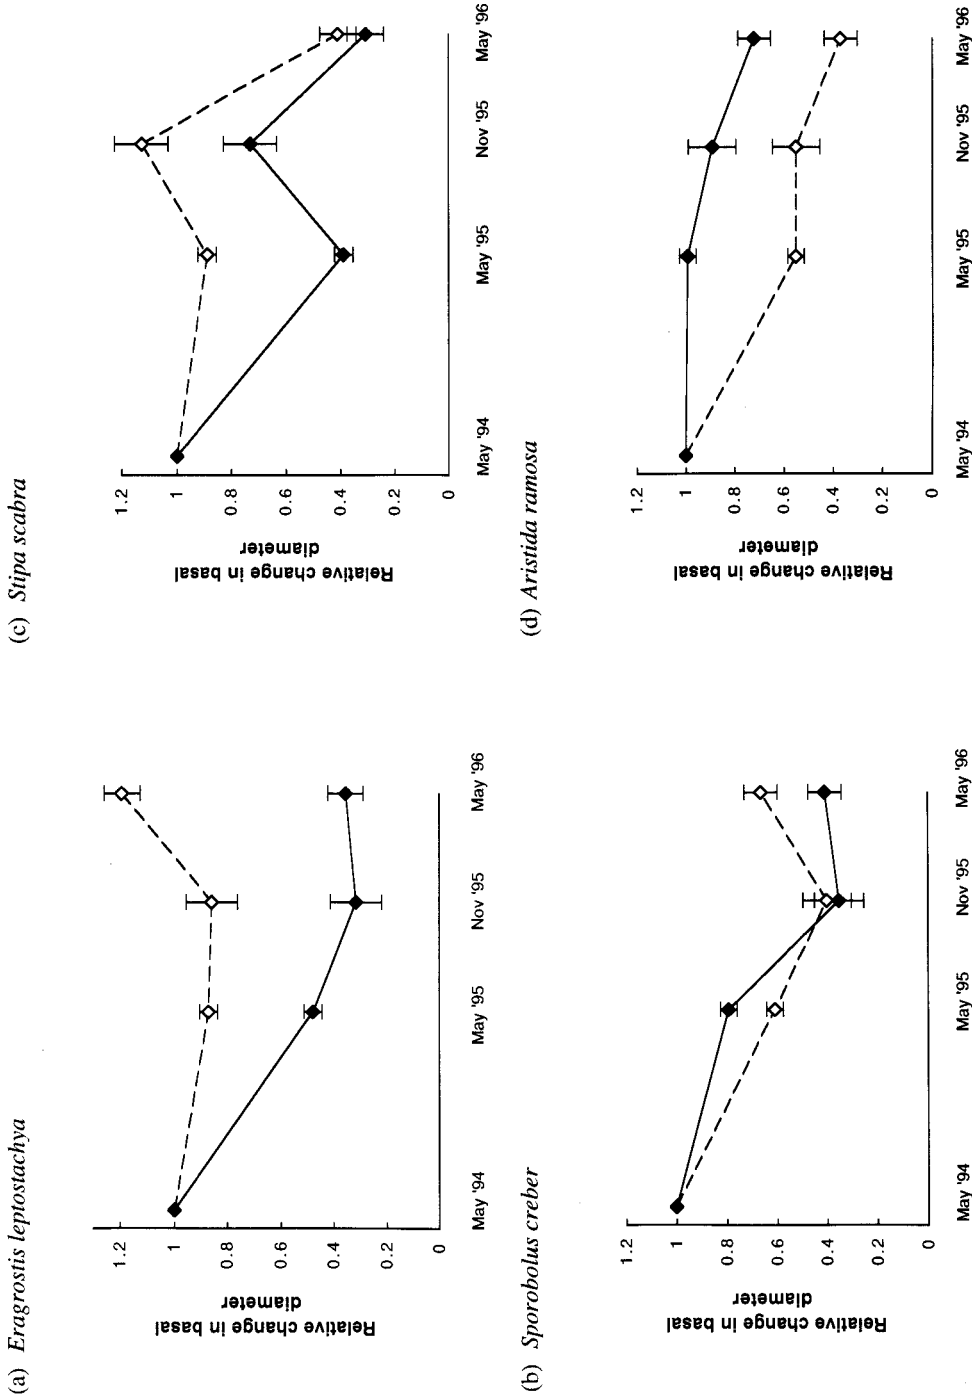 (a) Eragrostis leptostachya
Relative change in basal
diameter
1.2
1
0.8
0.6
0.4
0.2
0
May '94
May '95
Nov '95
May '96
(b) Sporobolus creber
Relative change in basal
diameter
1.2
1
0.8
0.6
0.4
0.2
0
May '94
May '95
Nov '95
May '96
(c) Stipa scabra
Relative change in basal
diameter
1.2
1
0.8
0.6
0.4
0.2
0
May '94
May '95
Nov '95
May '96
(d) Aristida ramosa
Relative change in basal
diameter
1.2
1
0.8
0.6
0.4
0.2
0
May '94
May '95
Nov '95
May '96